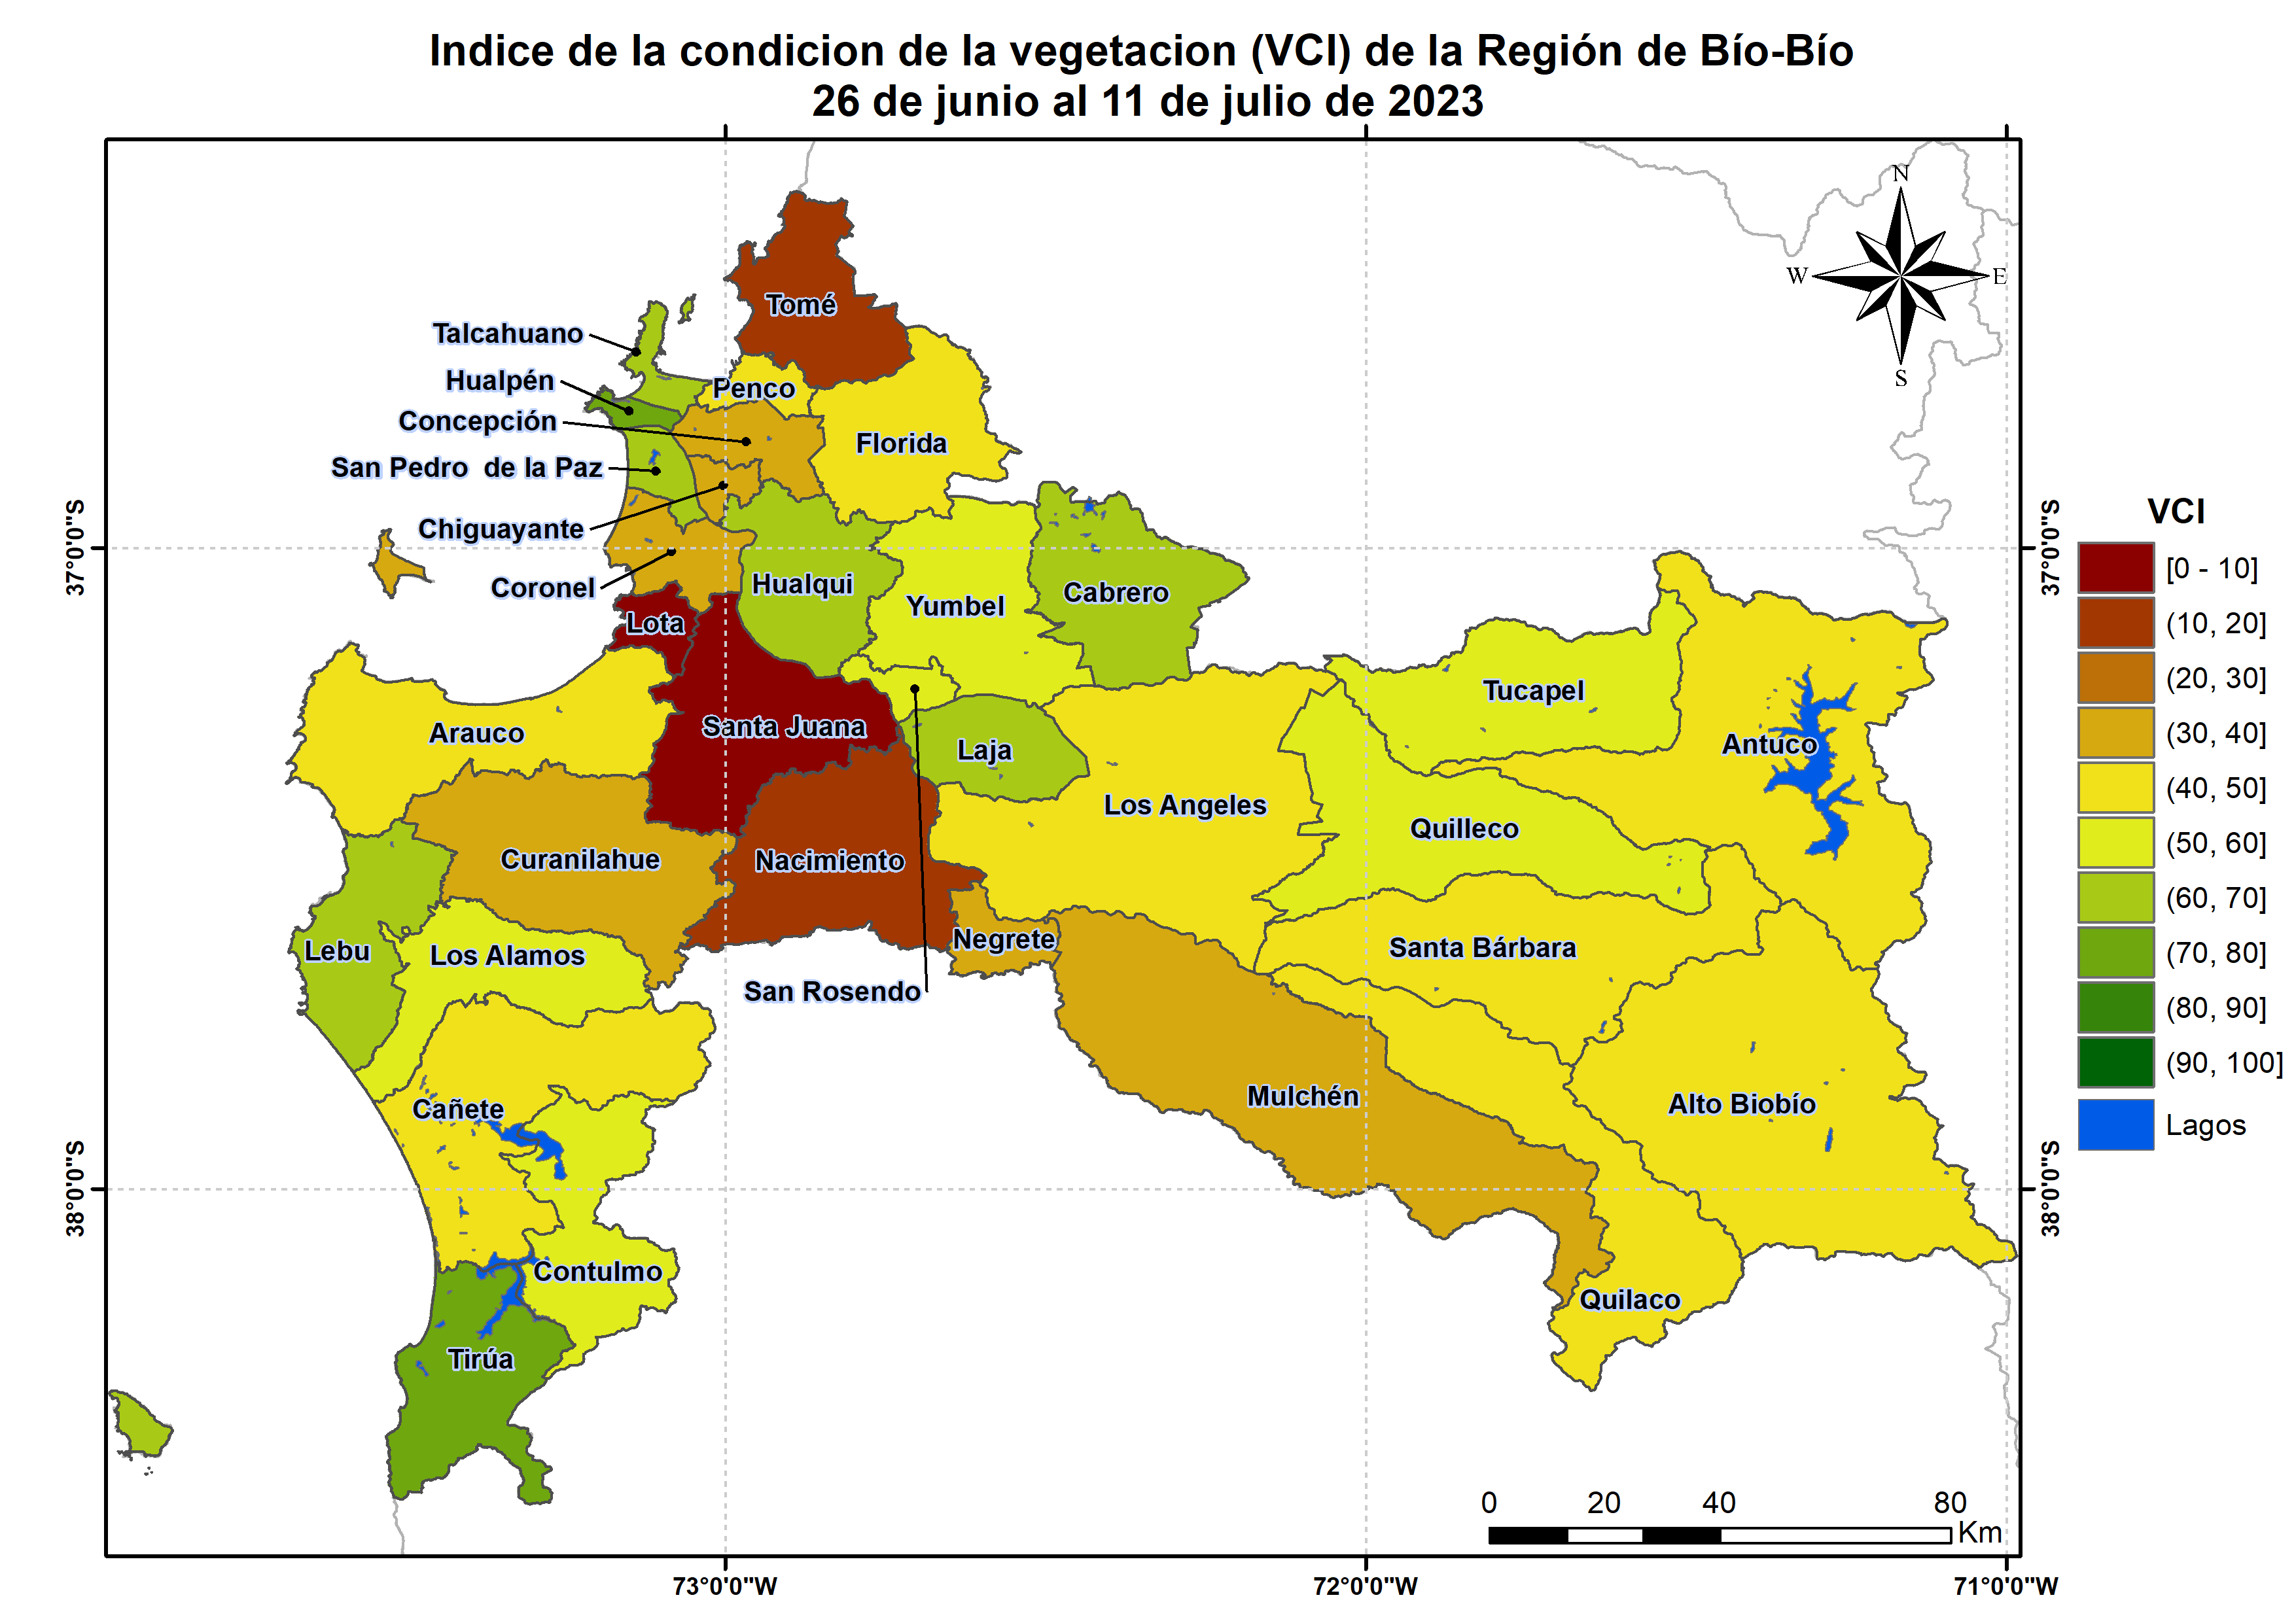 Indice de la condicion de la vegetacion (VCI) de la Región de Bío-Bío
26 de junio al 11 de julio de 2023
N
W
E
S
Tomé
Talcahuano
Hualpén
Penco
Concepción
Florida
San Pedro de la Paz
Chiguayante
Coronel
Hualqui
Cabrero
Yumbel
Lota
Tucapel
Santa Juana
Arauco
Antuco
Laja
Los Angeles
Quilleco
Curanilahue
Nacimiento
Negrete
Santa Bárbara
Lebu
Los Alamos
San Rosendo
Mulchén
Alto Biobío
Cañete
Contulmo
Quilaco
Tirúa
37°0'0"S
38°0'0"S
37°0'0"S
38°0'0"S
73°0'0"W
72°0'0"W
71°0'0"W
0 20 40 80
Km
VCI
[0 - 10]
(10, 20]
(20, 30]
(30, 40]
(40, 50]
(50, 60]
(60, 70]
(70, 80]
(80, 90]
(90, 100]
Lagos